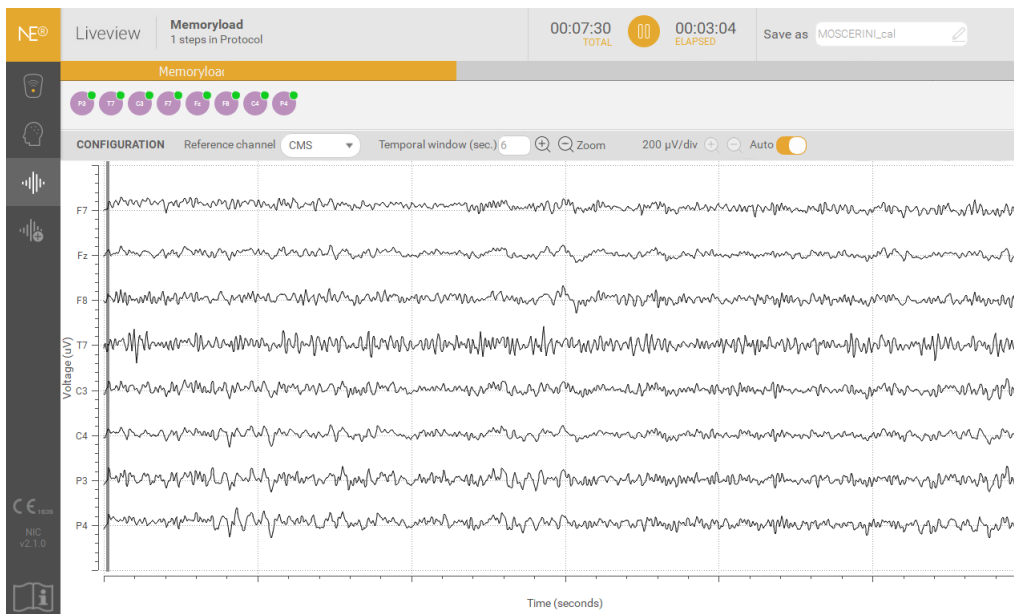 NE®
Liveview
Memoryload
1 steps in Protocol
00:07:30
TOTAL
00:03:04
ELAPSED
Save as MOSCERINI_cal
Memoryloa
P3 T7 C3 F7 Fz F8 C4 P4
CONFIGURATION Reference channel CMS Temporal window (sec.) 6 Zoom 200 µV/div Auto
F7
Fz
F8
T7
C3
C4
P3
P4
Voltage (uV)
CE
NIC
v2.1.0
Time (seconds)